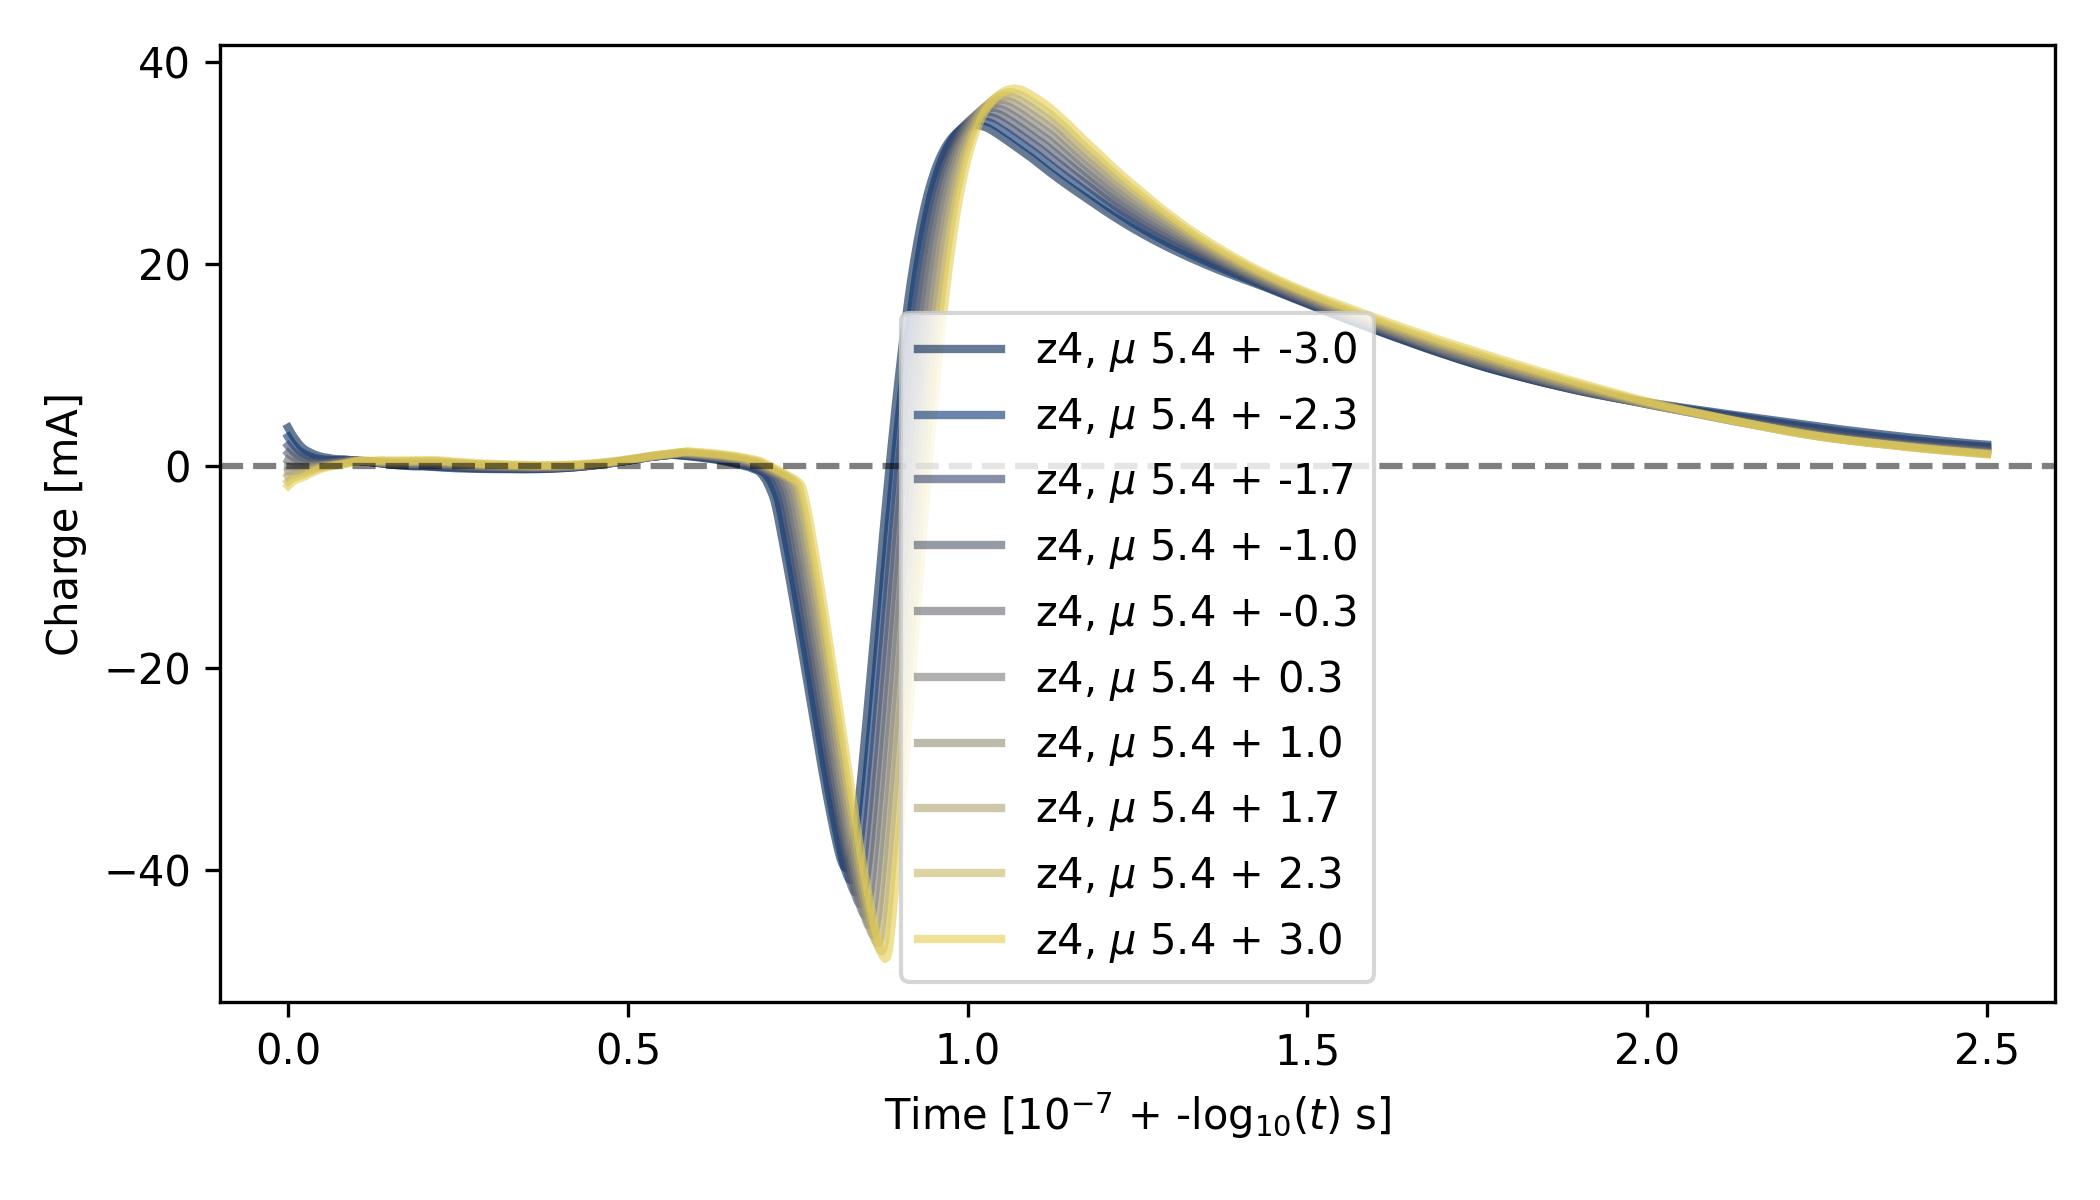 40
20
0
−20
−40
Charge [mA]
z4, μ 5.4 + -3.0
z4, μ 5.4 + -2.3
z4, μ 5.4 + -1.7
z4, μ 5.4 + -1.0
z4, μ 5.4 + -0.3
z4, μ 5.4 + 0.3
z4, μ 5.4 + 1.0
z4, μ 5.4 + 1.7
z4, μ 5.4 + 2.3
z4, μ 5.4 + 3.0
0.0 0.5 1.0 1.5 2.0 2.5
Time [10⁻⁷ + -log₁₀(t) s]